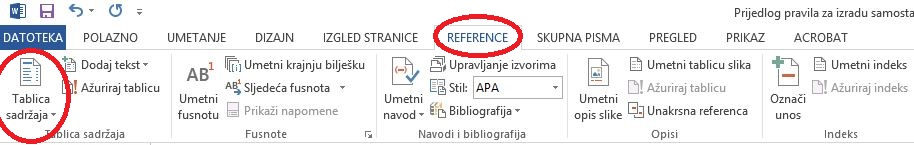 Prijedlog pravila za izradu samosta
DATOTEKA POLAZNO UMETANJE DIZAJN IZGLED STRANICE REFERENCE SKUPNA PISMA PREGLED PRIKAZ ACROBAT
Tablica
sadržaja
Dodaj tekst
Ažuriraj tablicu
Tablica sadržaja
AB1
Umetni
fusnotu
Umetni krajnju bilješku
Sljedeća fusnota
Prikaži napomene
Fusnote
Umetni
navod
Upravljanje izvorima
Stil: APA
Bibliografija
Navodi i bibliografija
Umetni
opis slike
Umetni tablicu slika
Ažuriraj tablicu
Unakrsna referenca
Opisi
Označi
unos
Umetni indeks
Ažuriraj indeks
Indeks